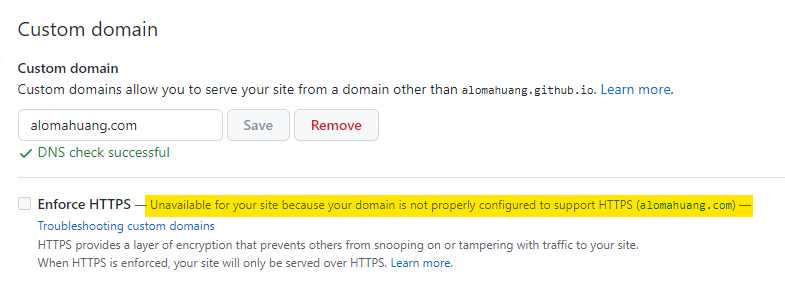 Custom domain
Custom domain
Custom domains allow you to serve your site from a domain other than alomahuang.github.io. Learn more.
alomahuang.com Save Remove
DNS check successful
Enforce HTTPS — Unavailable for your site because your domain is not properly configured to support HTTPS (alomahuang.com) —
Troubleshooting custom domains
HTTPS provides a layer of encryption that prevents others from snooping on or tampering with traffic to your site.
When HTTPS is enforced, your site will only be served over HTTPS. Learn more.